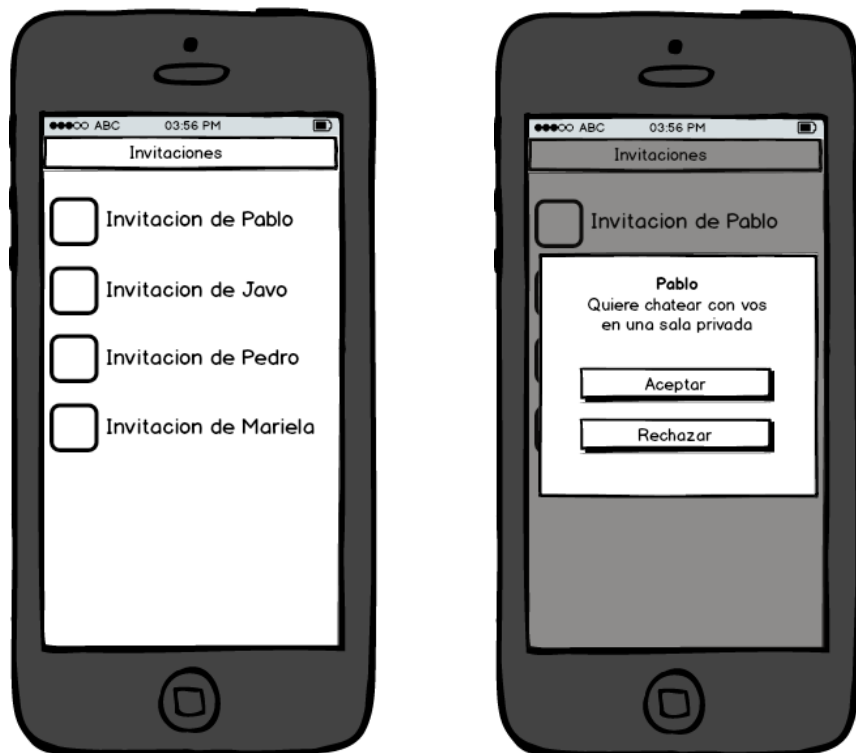 ABC 03:56 PM
Invitaciones
Invitacion de Pablo
Invitacion de Javo
Invitacion de Pedro
Invitacion de Mariela
ABC 03:56 PM
Invitaciones
Invitacion de Pablo
Pablo
Quiere chatear con vos
en una sala privada
Aceptar
Rechazar